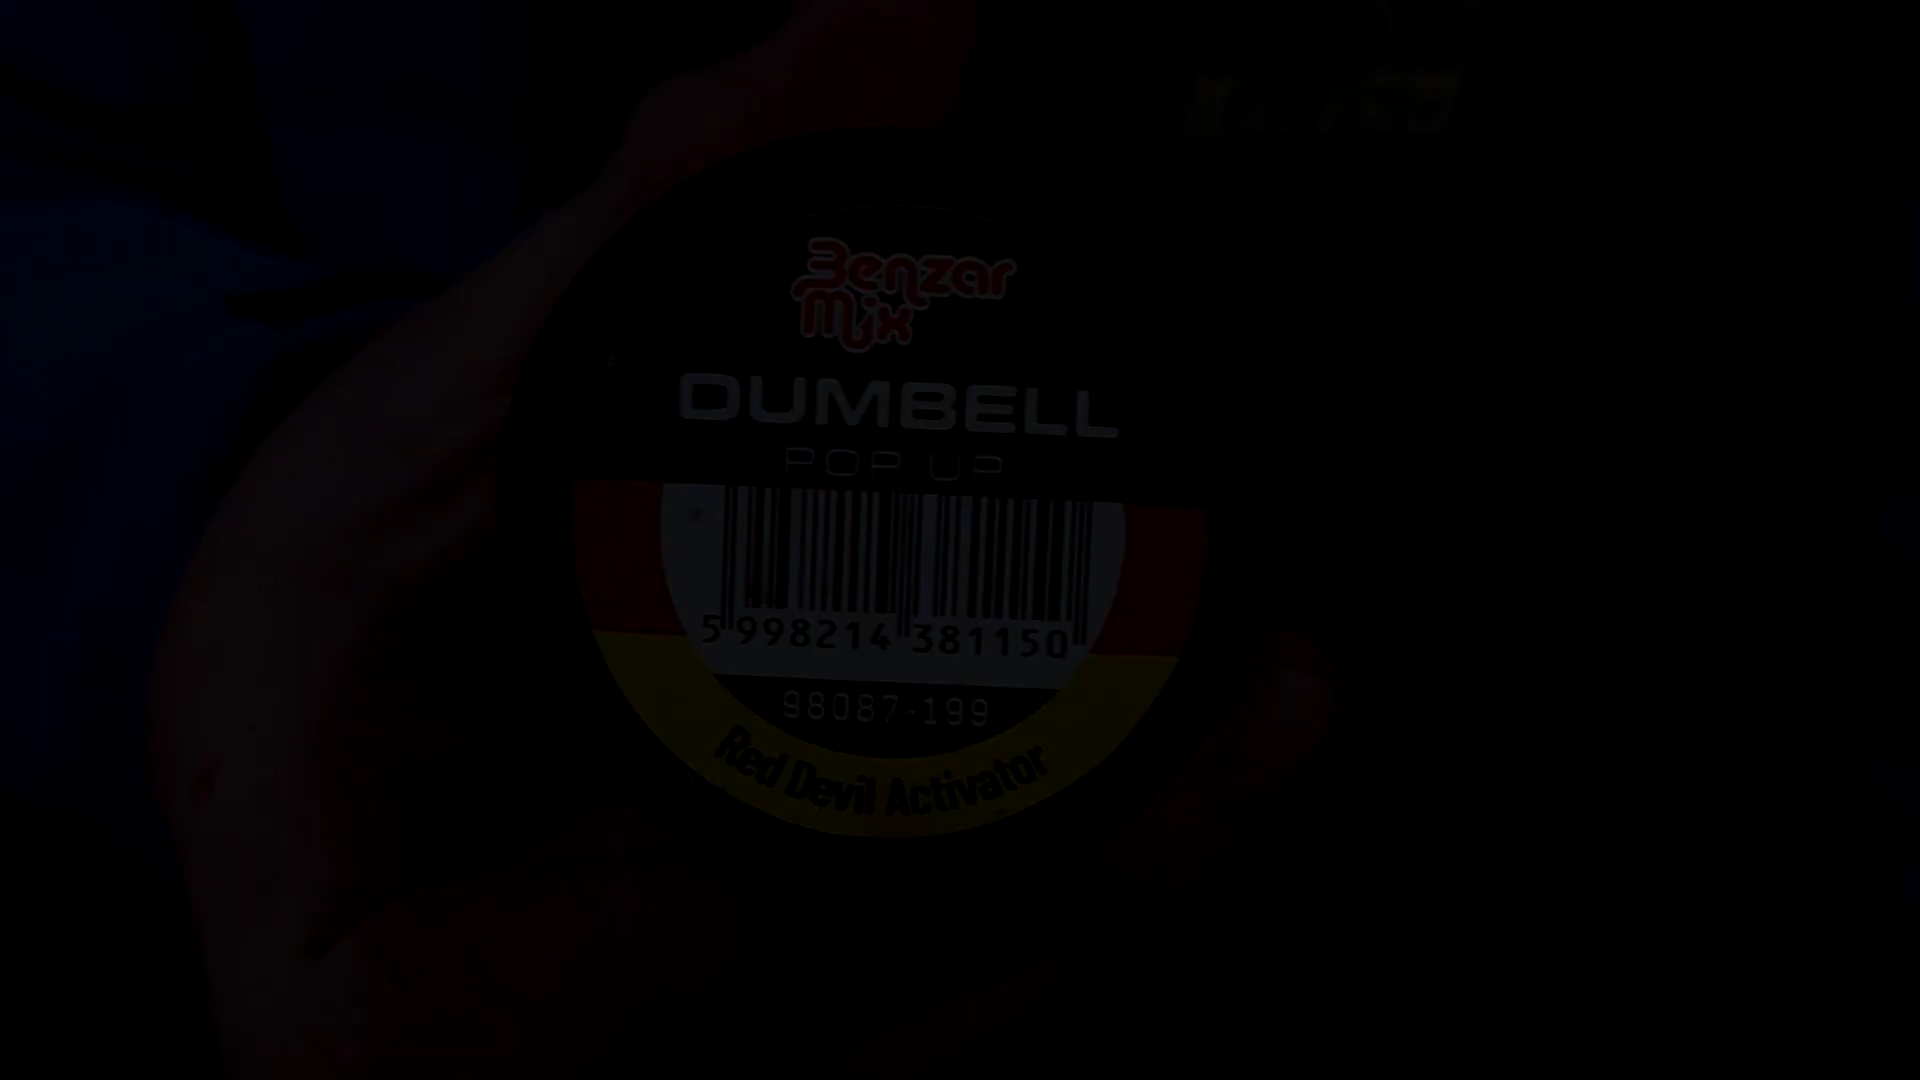 Benzar
Mix
DUMBELL
POP UP
5 998214 381150
98087-199
Red Devil Activator